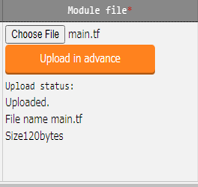 Module file*
Choose File main.tf
Upload in advance
Upload status:
Uploaded.
File name main.tf
Size120bytes